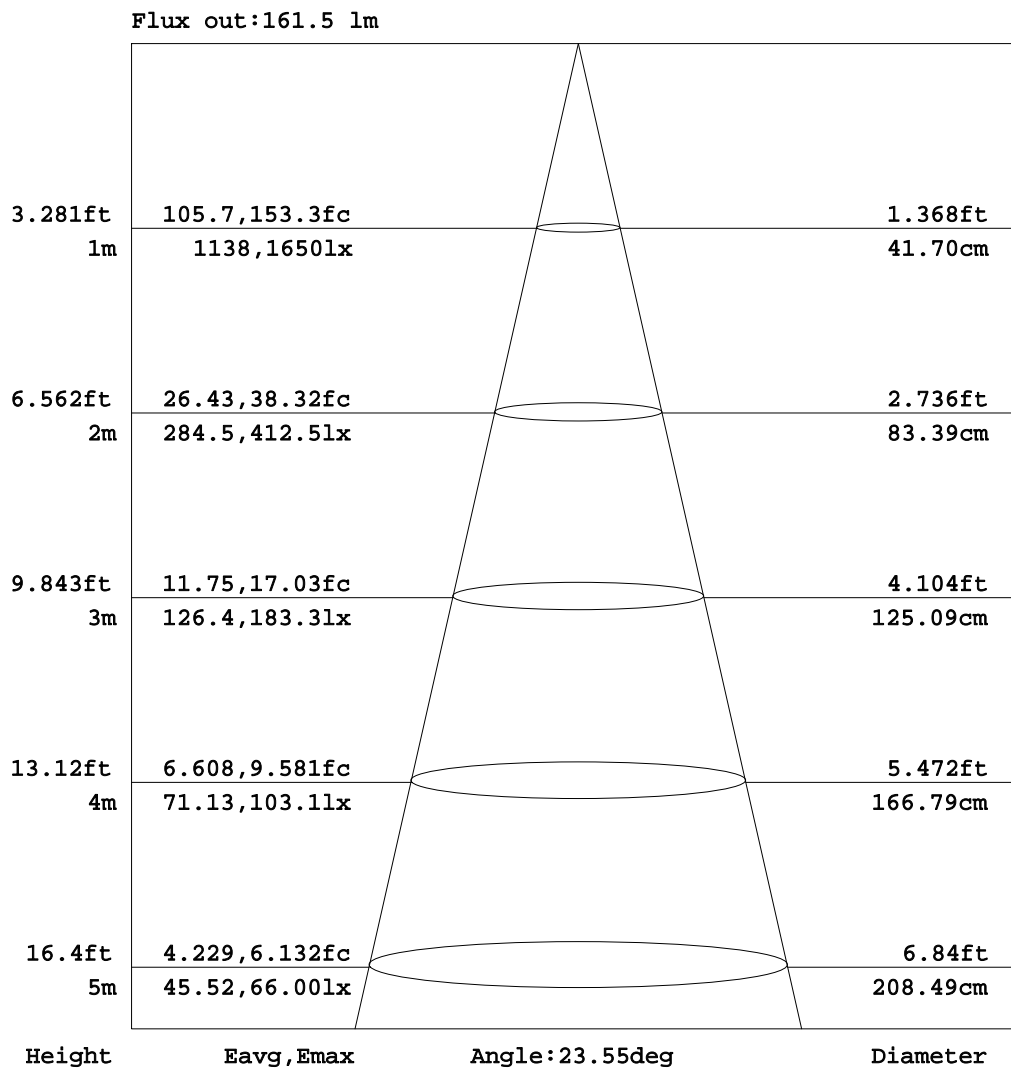 Flux out:161.5 lm
3.281ft 105.7,153.3fc 1.368ft
1m 1138,1650lx 41.70cm
6.562ft 26.43,38.32fc 2.736ft
2m 284.5,412.5lx 83.39cm
9.843ft 11.75,17.03fc 4.104ft
3m 126.4,183.3lx 125.09cm
13.12ft 6.608,9.581fc 5.472ft
4m 71.13,103.1lx 166.79cm
16.4ft 4.229,6.132fc 6.84ft
5m 45.52,66.00lx 208.49cm
Height Eavg,Emax Angle:23.55deg Diameter